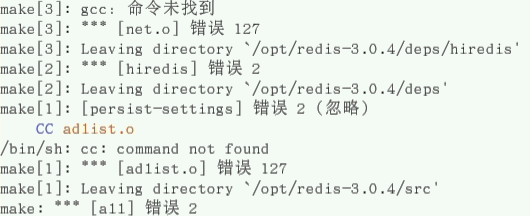 make[3]: gcc: 命令未找到
make[3]: *** [net.o] 错误 127
make[3]: Leaving directory `/opt/redis-3.0.4/deps/hiredis'
make[2]: *** [hiredis] 错误 2
make[2]: Leaving directory `/opt/redis-3.0.4/deps'
make[1]: [persist-settings] 错误 2 (忽略)
CC adlist.o
/bin/sh: cc: command not found
make[1]: *** [adlist.o] 错误 127
make[1]: Leaving directory `/opt/redis-3.0.4/src'
make: *** [all] 错误 2